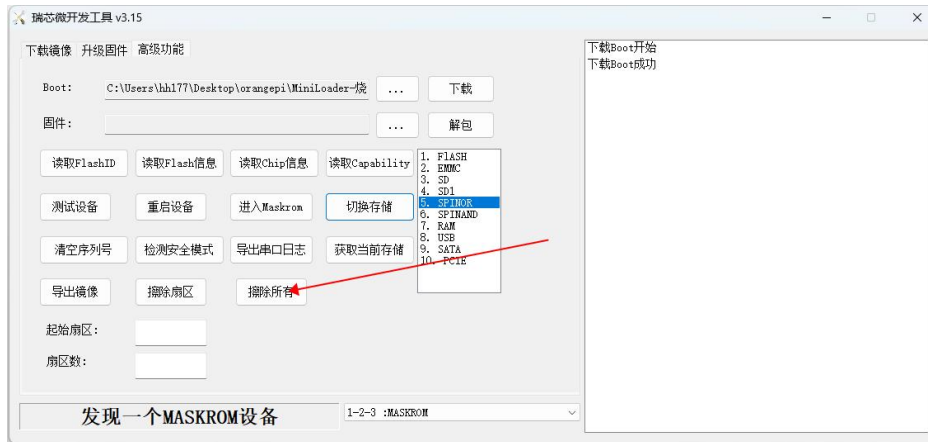 瑞芯微开发工具 v3.15
下载镜像 升级固件 高级功能
Boot: C:\Users\hh177\Desktop\orangepi\MiniLoader-烧 ... 下载
固件: ... 解包
读取FlashID 读取Flash信息 读取Chip信息 读取Capability
测试设备 重启设备 进入Maskrom 切换存储
清空序列号 检测安全模式 导出串口日志 获取当前存储
导出镜像 擦除扇区 擦除所有
起始扇区:
扇区数:
1. FLASH
2. EMMC
3. SD
4. SD1
5. SPINOR
6. SPINAND
7. RAM
8. USB
9. SATA
10. PCIE
发现一个MASKROM设备 1-2-3 :MASKROM
下载Boot开始
下载Boot成功